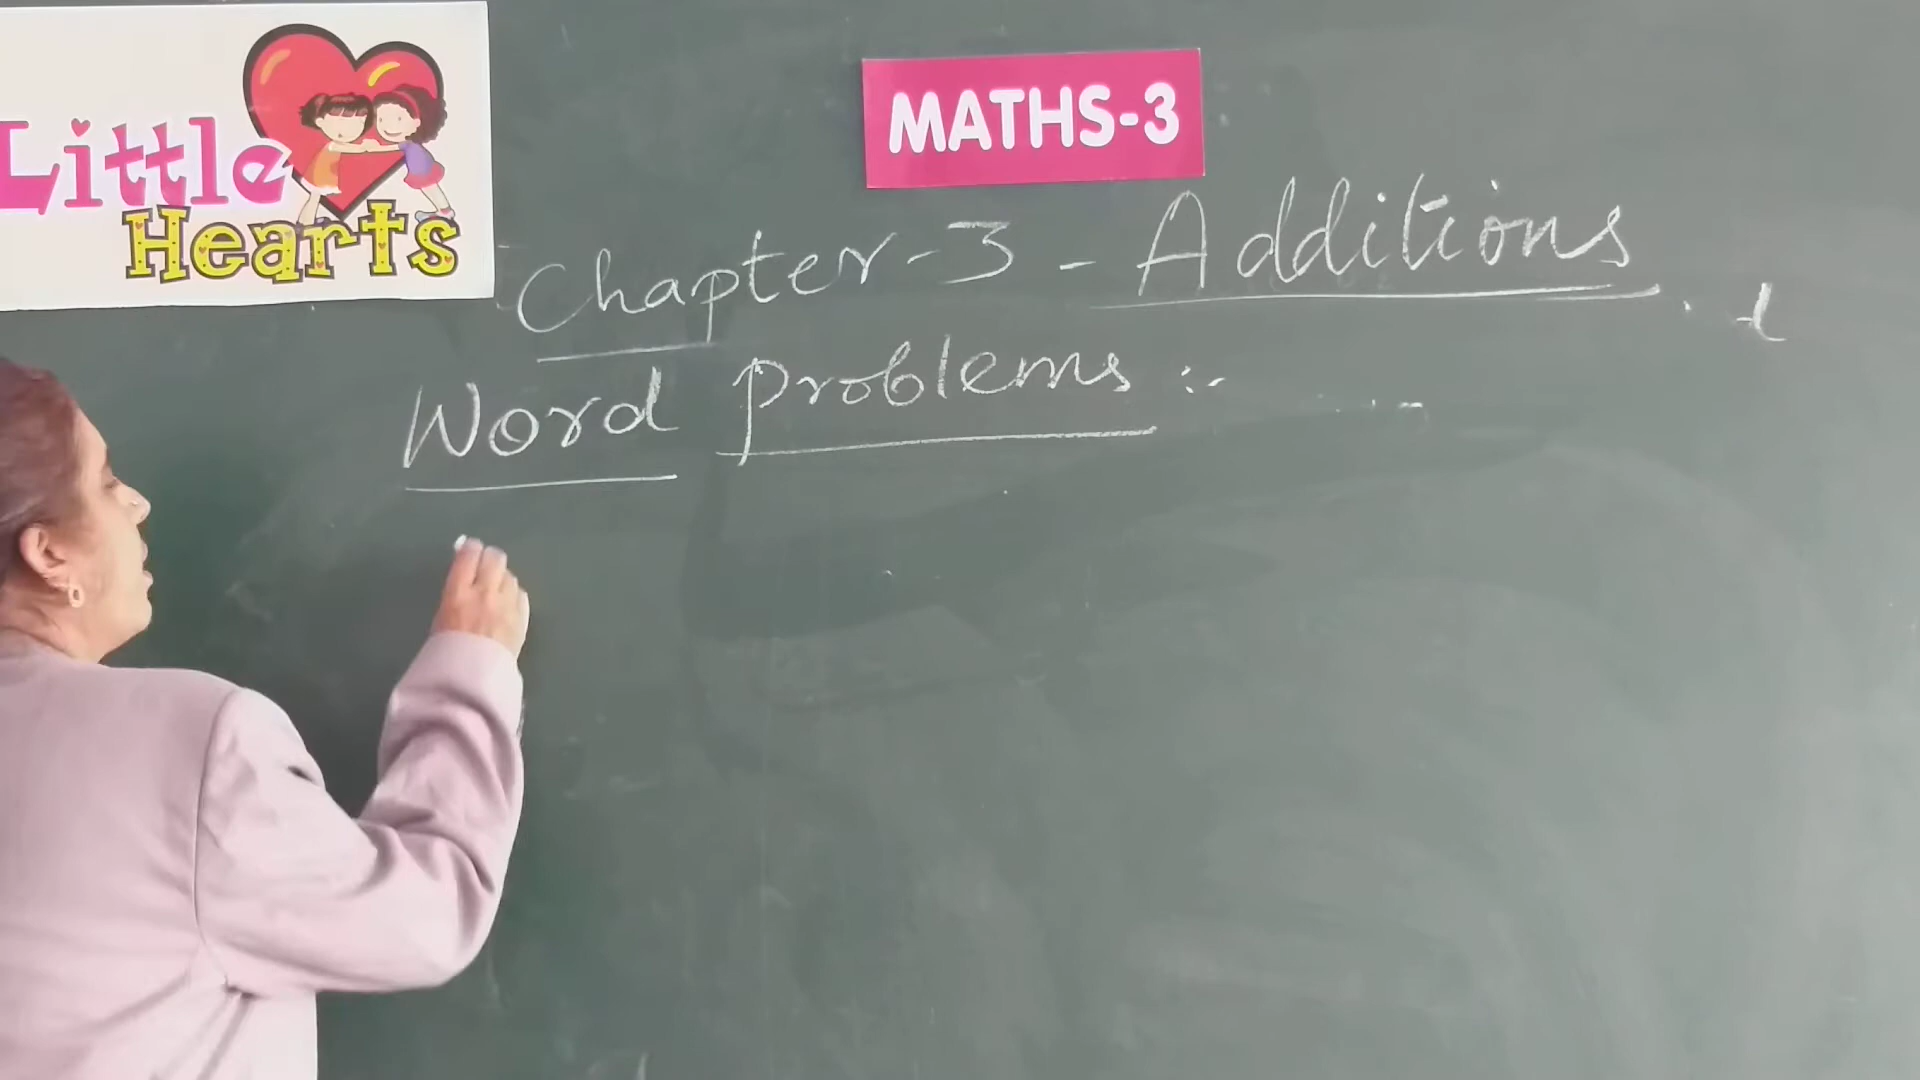 Little
Hearts
MATHS-3
Chapter-3 - Additions
Word Problems :-